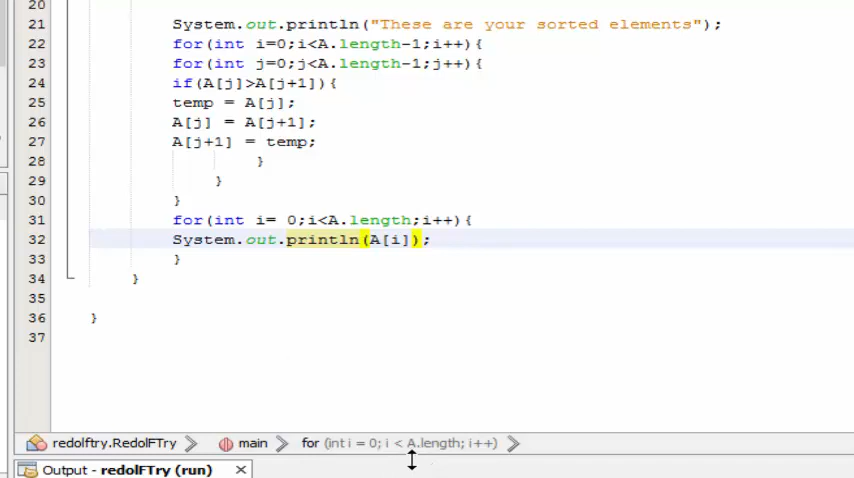 20
21 System.out.println("These are your sorted elements");
22 for(int i=0;i<A.length-1;i++){
23 for(int j=0;j<A.length-1;j++){
24 if(A[j]>A[j+1]){
25 temp = A[j];
26 A[j] = A[j+1];
27 A[j+1] = temp;
28 }
29 }
30 }
31 for(int i= 0;i<A.length;i++){
32 System.out.println(A[i]);
33 }
34 }
35
36 }
37
redolftry.RedolFTry main for (int i = 0; i < A.length; i++)
Output - redolFTry (run) ×